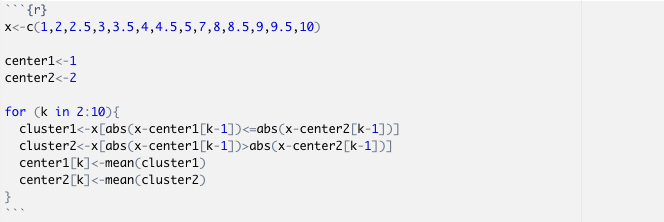 ```{r}
x<-c(1,2,2.5,3,3.5,4,4.5,5,7,8,8.5,9,9.5,10)
center1<-1
center2<-2
for (k in 2:10){
cluster1<-x[abs(x-center1[k-1])<=abs(x-center2[k-1])]
cluster2<-x[abs(x-center1[k-1])>abs(x-center2[k-1])]
center1[k]<-mean(cluster1)
center2[k]<-mean(cluster2)
}
```